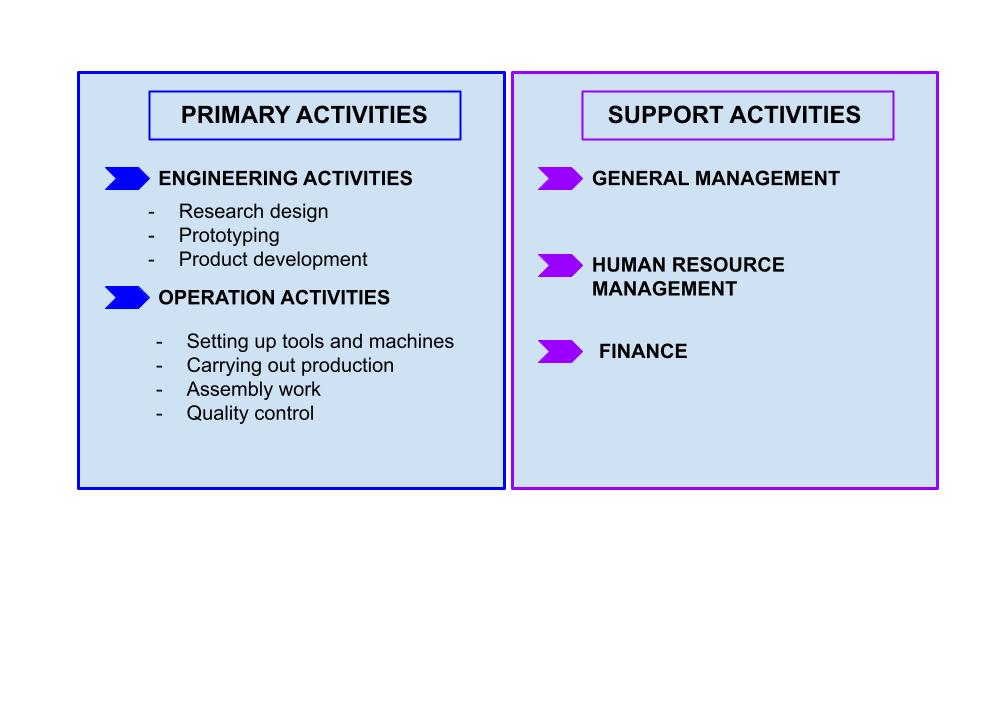 PRIMARY ACTIVITIES
ENGINEERING ACTIVITIES
- Research design
- Prototyping
- Product development
OPERATION ACTIVITIES
- Setting up tools and machines
- Carrying out production
- Assembly work
- Quality control
SUPPORT ACTIVITIES
GENERAL MANAGEMENT
HUMAN RESOURCE
MANAGEMENT
FINANCE